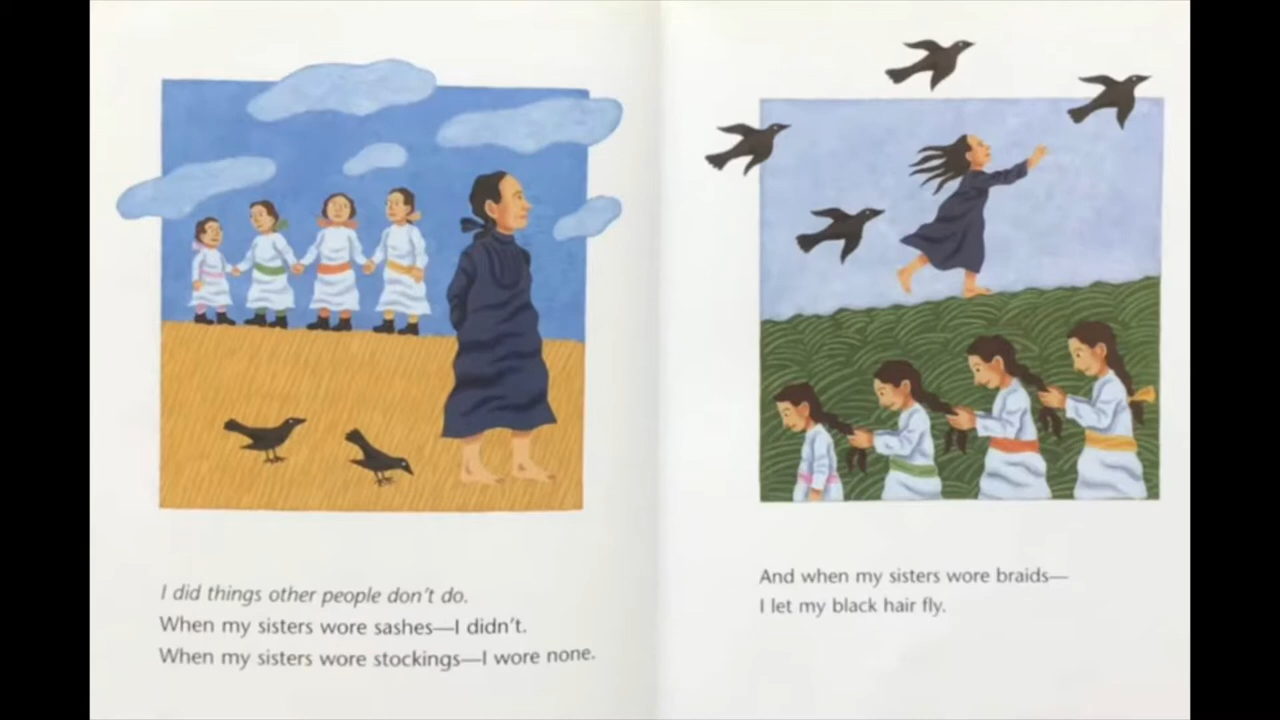 I did things other people don't do.
When my sisters wore sashes—I didn't.
When my sisters wore stockings—I wore none.
And when my sisters wore braids—
I let my black hair fly.